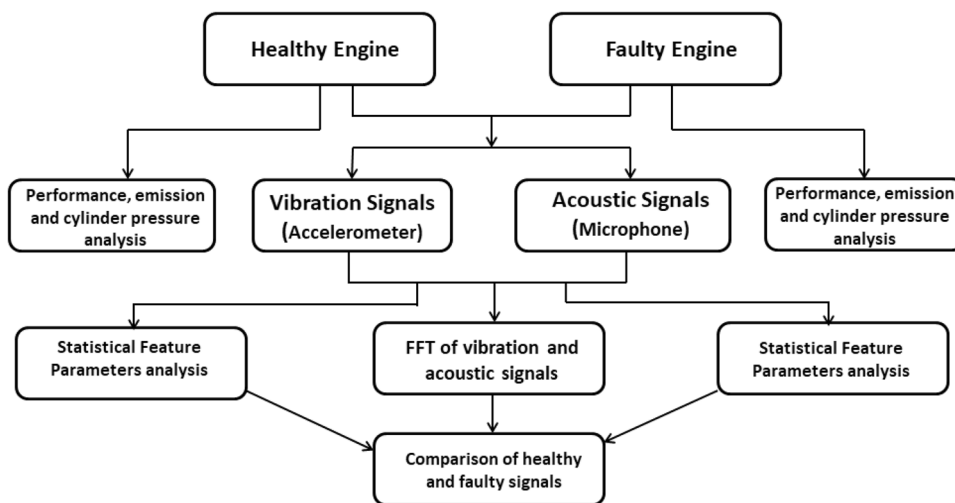 Healthy Engine
Faulty Engine
Performance, emission
and cylinder pressure
analysis
Vibration Signals
(Accelerometer)
Acoustic Signals
(Microphone)
Performance, emission
and cylinder pressure
analysis
Statistical Feature
Parameters analysis
FFT of vibration and
acoustic signals
Statistical Feature
Parameters analysis
Comparison of healthy
and faulty signals